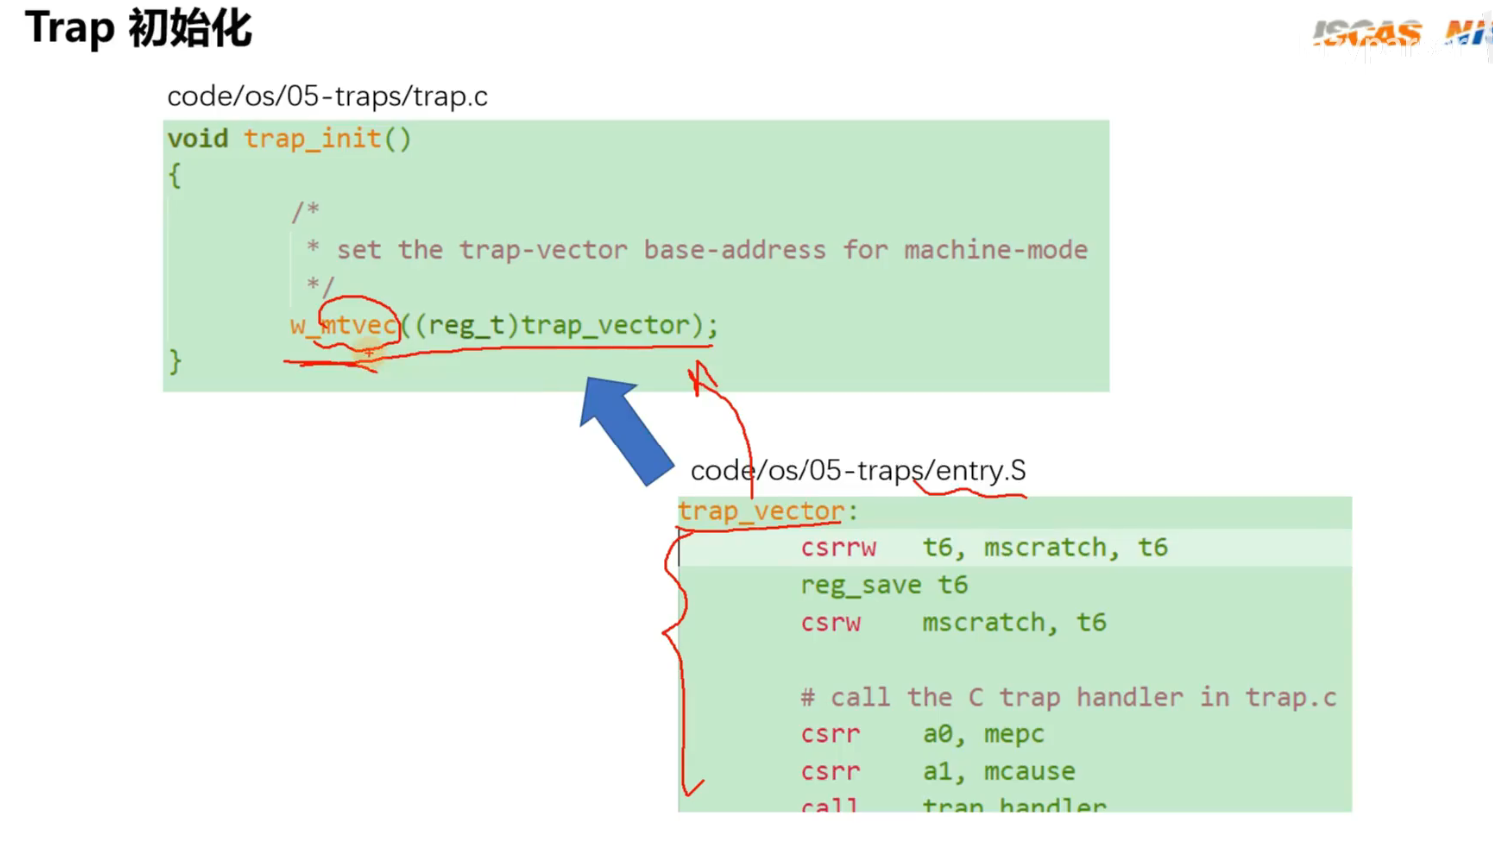 Trap 初始化
ISCAS
code/os/05-traps/trap.c
void trap_init()
{
/*
* set the trap-vector base-address for machine-mode
*/
w_mtvec((reg_t)trap_vector);
}
code/os/05-traps/entry.S
trap_vector:
csrrw t6, mscratch, t6
reg_save t6
csrw mscratch, t6
# call the C trap handler in trap.c
csrr a0, mepc
csrr a1, mcause
call trap_handler